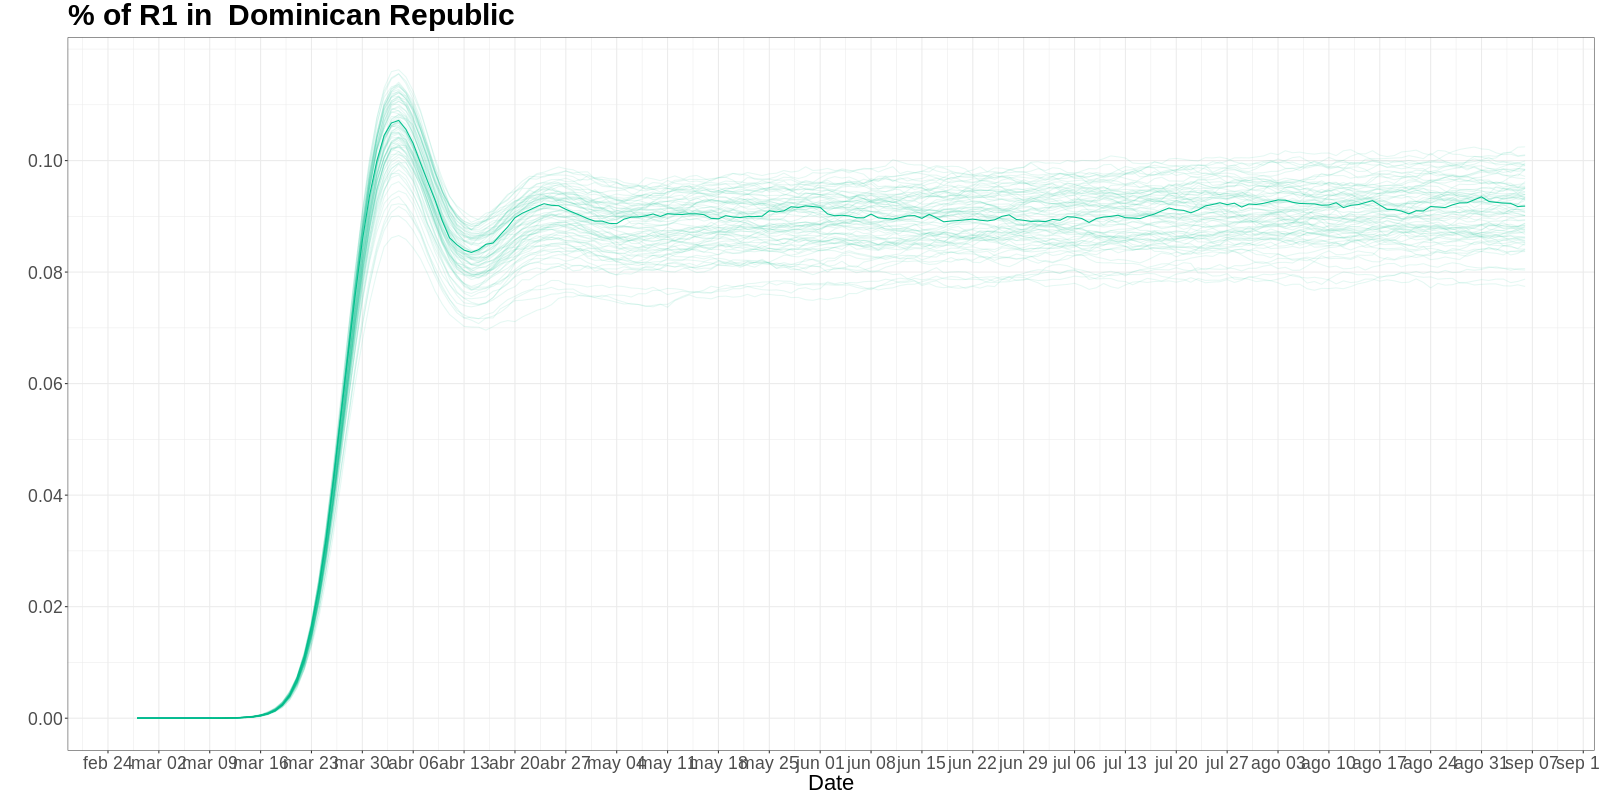 % of R1 in  Dominican Republic
0.10
0.08
0.06
0.04
0.02
0.00
feb 24 mar 02 mar 09 mar 16 mar 23 mar 30 abr 06 abr 13 abr 20 abr 27 may 04 may 11 may 18 may 25 jun 01 jun 08 jun 15 jun 22 jun 29 jul 06 jul 13 jul 20 jul 27 ago 03 ago 10 ago 17 ago 24 ago 31 sep 07 sep 1
Date